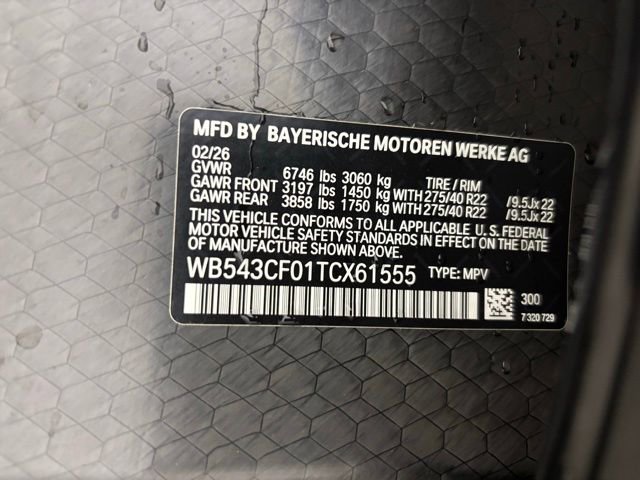 MFD BY BAYERISCHE MOTOREN WERKE AG
02/26
GVWR 6746 lbs 3060 kg TIRE / RIM
GAWR FRONT 3197 lbs 1450 kg WITH 275/40 R22 /9.5Jx 22
GAWR REAR 3858 lbs 1750 kg WITH 275/40 R22 /9.5Jx 22
THIS VEHICLE CONFORMS TO ALL APPLICABLE U. S. FEDERAL
MOTOR VEHICLE SAFETY STANDARDS IN EFFECT ON THE DATE OF
MANUFACTURE SHOWN ABOVE.
WB543CF01TCX61555 TYPE: MPV
300
7 320 729